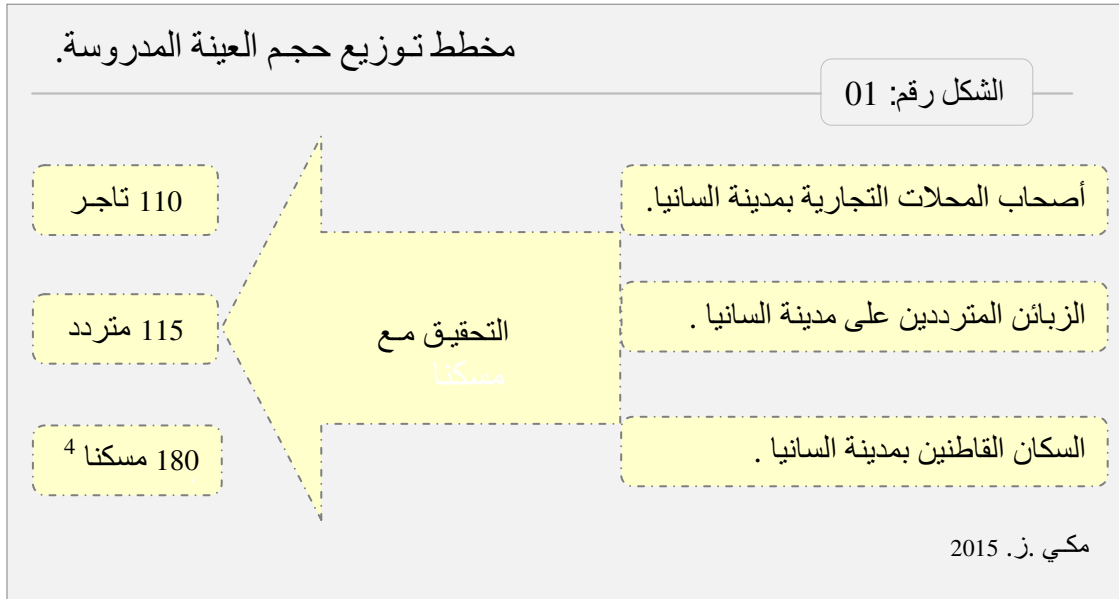 مخطط توزيع حجم العينة المدروسة.
الشكل رقم: 01
أصحاب المحلات التجارية بمدينة السانيا.
110 تاجر
الزبائن المترددين على مدينة السانيا .
التحقيق مع
مسكنا
115 متردد
السكان القاطنين بمدينة السانيا .
180 مسكنا 4
مكي .ز. 2015